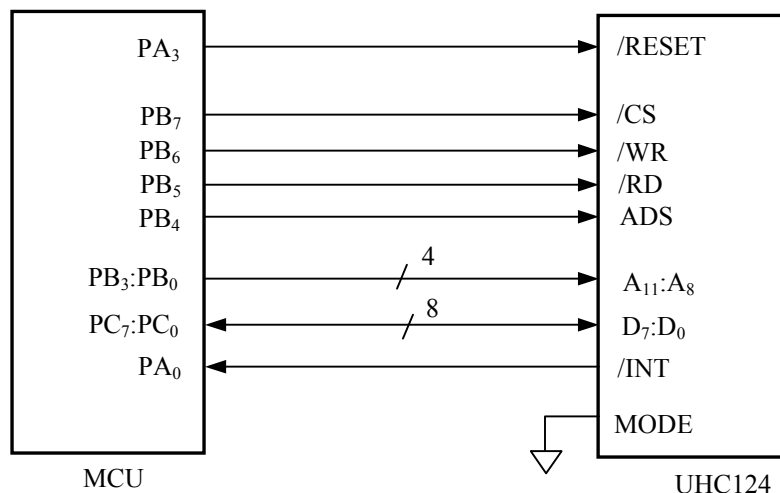 PA₃ /RESET
PB₇ /CS
PB₆ /WR
PB₅ /RD
PB₄ ADS
4
PB₃:PB₀ A₁₁:A₈
8
PC₇:PC₀ D₇:D₀
PA₀ /INT
MODE
MCU
UHC124